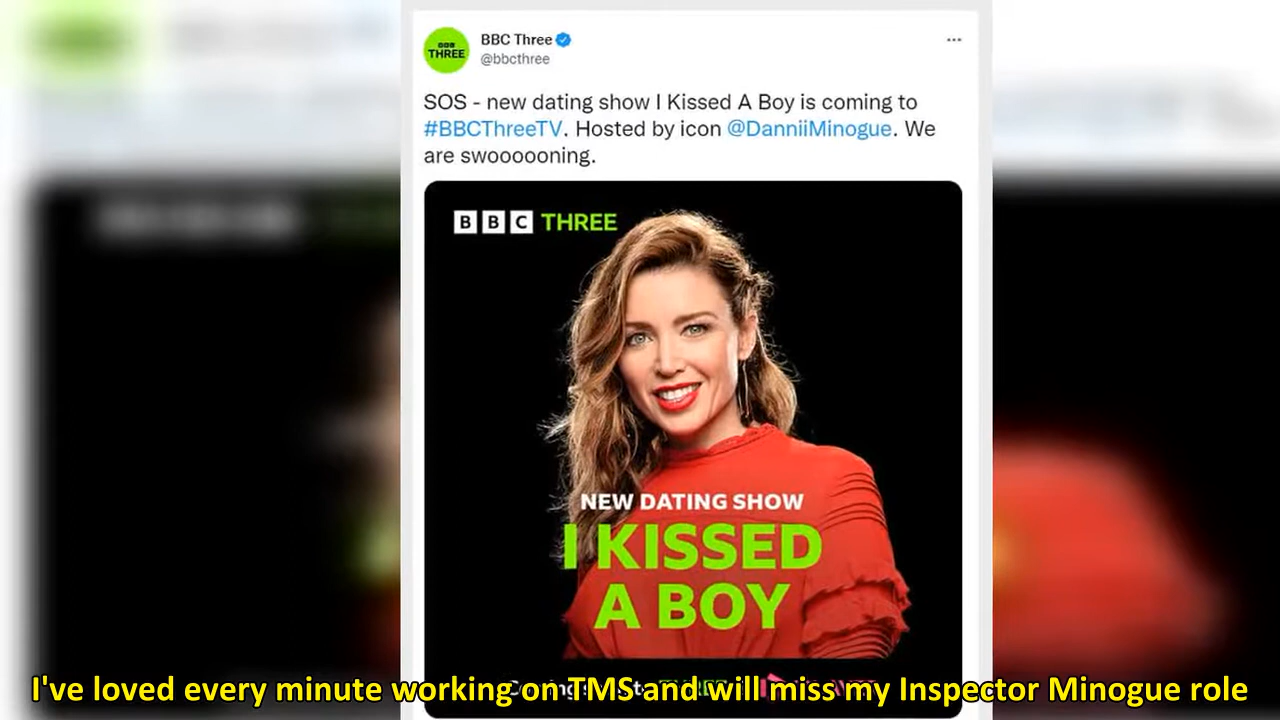 BBC Three
@bbcthree
SOS - new dating show I Kissed A Boy is coming to
#BBCThreeTV. Hosted by icon @DanniiMinogue. We
are swoooooning.
BBC THREE
NEW DATING SHOW
I KISSED
A BOY
I've loved every minute working on TMS and will miss my Inspector Minogue role